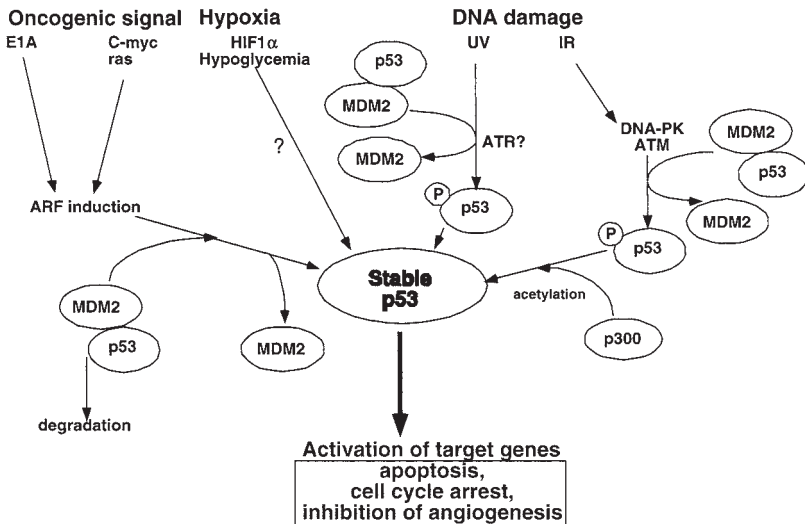 Oncogenic signal Hypoxia DNA damage
E1A C-myc HIF1α UV IR
ras Hypoglycemia
p53
MDM2
?
ATR?
MDM2
DNA-PK
ATM
MDM2
p53
MDM2
ARF induction
P
p53
P
p53
Stable
p53
acetylation
MDM2
p53
MDM2
p300
degradation
Activation of target genes
apoptosis,
cell cycle arrest,
inhibition of angiogenesis